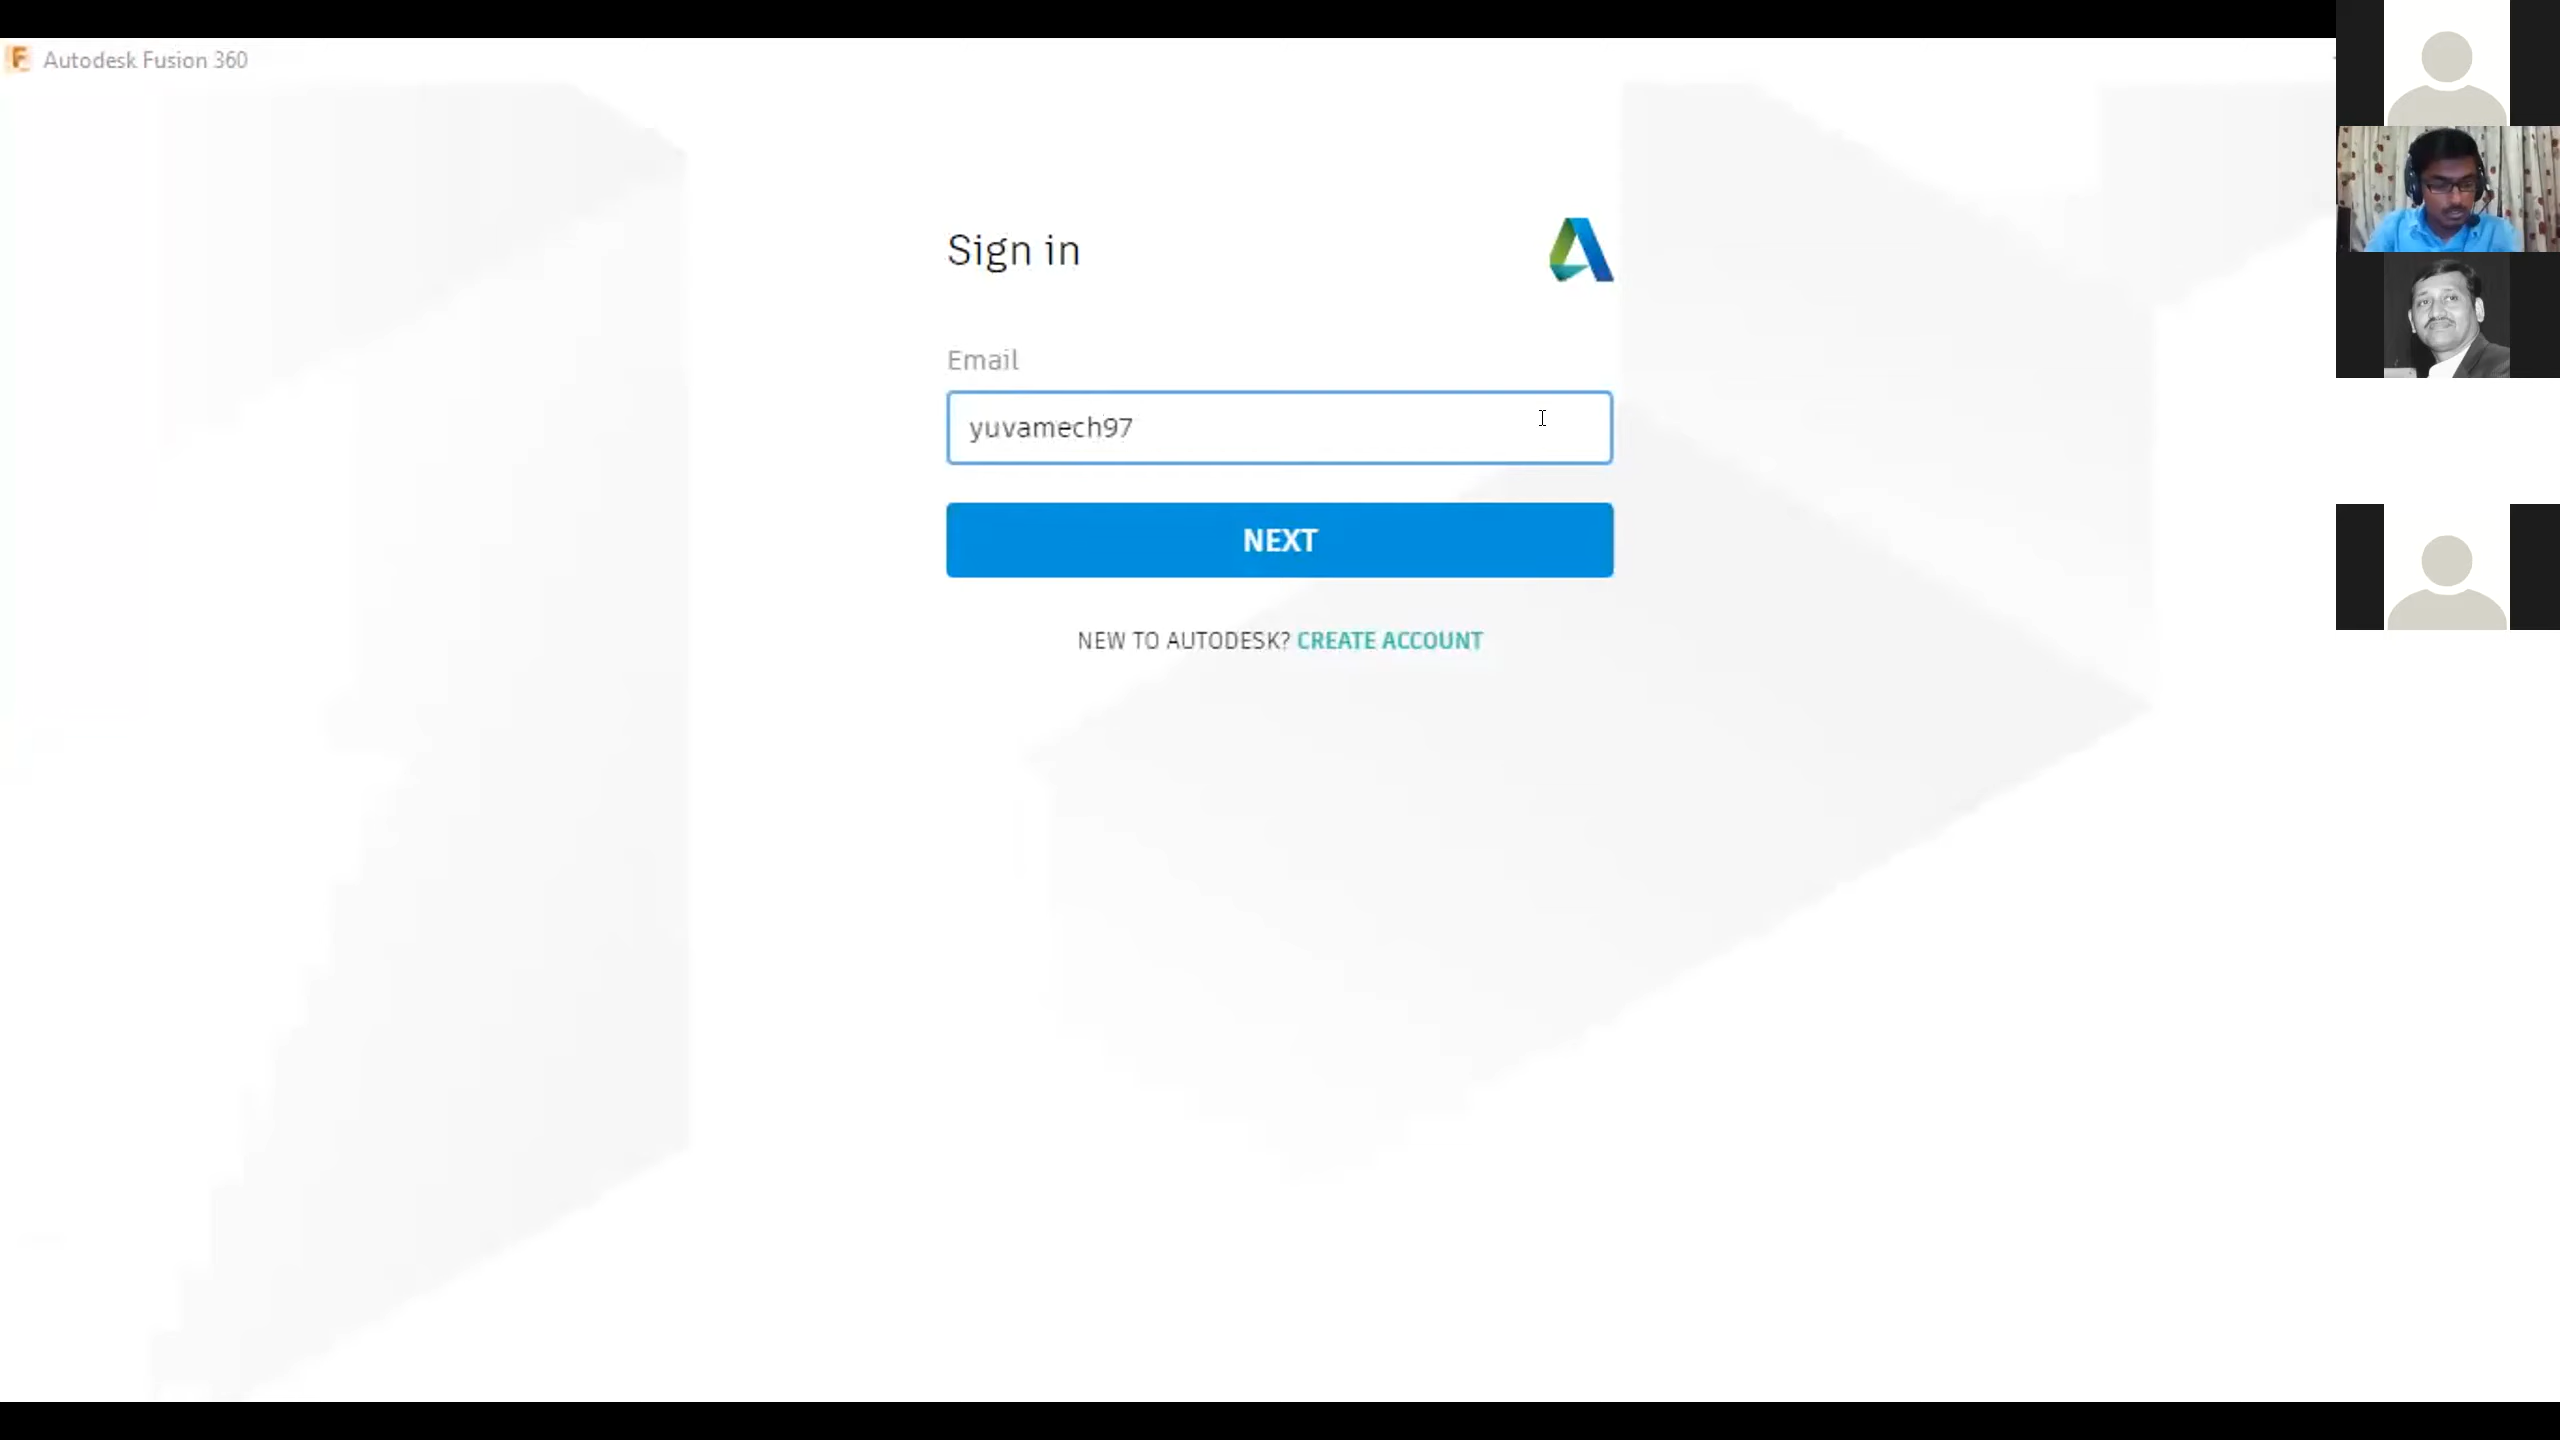 Autodesk Fusion 360
Sign in
Email
yuvamech97
NEXT
NEW TO AUTODESK? CREATE ACCOUNT